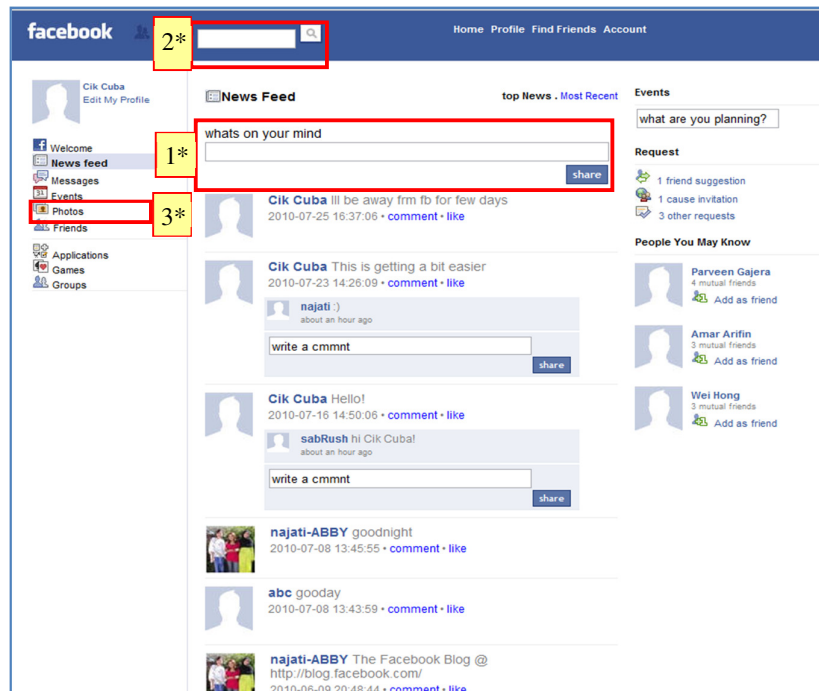 facebook
2*
Home Profile Find Friends Account
Cik Cuba
Edit My Profile
Welcome
News feed
Messages
31 Events
Photos
3*
Friends
Applications
Games
Groups
News Feed
top News . Most Recent
1*
whats on your mind
share
Cik Cuba Ill be away frm fb for few days
2010-07-25 16:37:06 • comment • like
Cik Cuba This is getting a bit easier
2010-07-23 14:26:09 • comment • like
najati :)
about an hour ago
write a cmmnt
share
Cik Cuba Hello!
2010-07-16 14:50:06 • comment • like
sabRush hi Cik Cuba!
about an hour ago
write a cmmnt
share
najati-ABBY goodnight
2010-07-08 13:45:55 • comment • like
abc gooday
2010-07-08 13:43:59 • comment • like
najati-ABBY The Facebook Blog @
http://blog.facebook.com/
2010-06-09 20:48:44 • comment • like
Events
what are you planning?
Request
1 friend suggestion
1 cause invitation
3 other requests
People You May Know
Parveen Gajera
4 mutual friends
Add as friend
Amar Arifin
3 mutual friends
Add as friend
Wei Hong
3 mutual friends
Add as friend